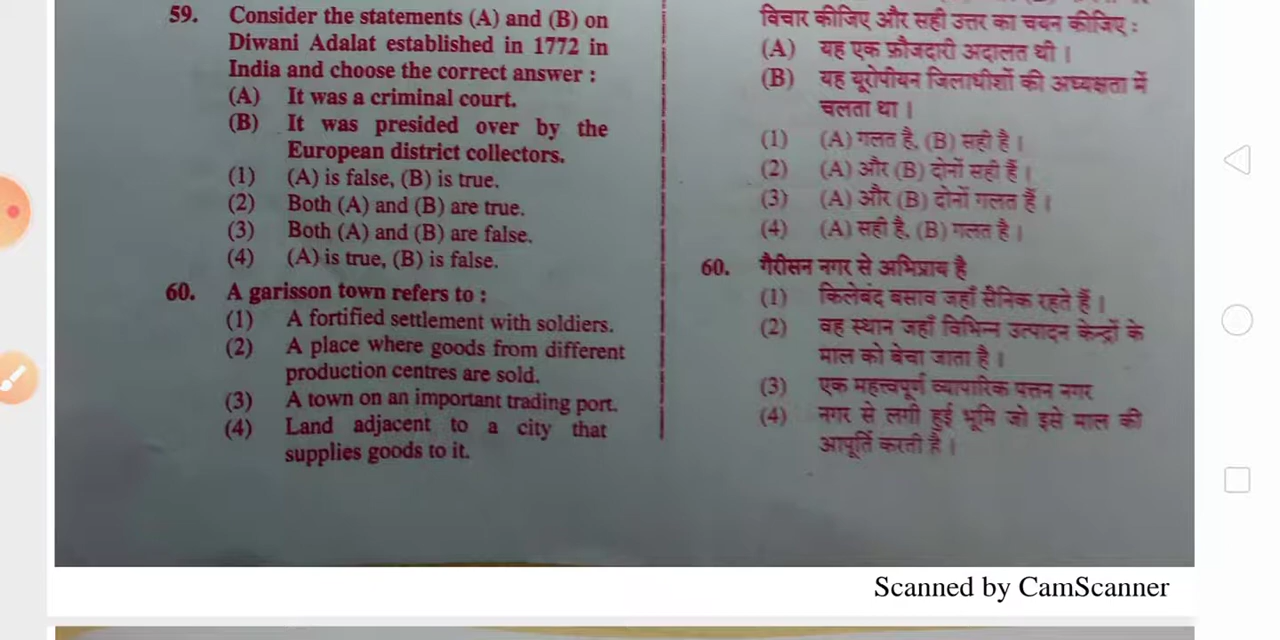 59. Consider the statements (A) and (B) on
Diwani Adalat established in 1772 in
India and choose the correct answer :
(A) It was a criminal court.
(B) It was presided over by the
European district collectors.
(1) (A) is false, (B) is true.
(2) Both (A) and (B) are true.
(3) Both (A) and (B) are false.
(4) (A) is true, (B) is false.
60. A garisson town refers to :
(1) A fortified settlement with soldiers.
(2) A place where goods from different
production centres are sold.
(3) A town on an important trading port.
(4) Land adjacent to a city that
supplies goods to it.
विचार कीजिए और सही उत्तर का चयन कीजिए :
(A) यह एक फ़ौजदारी अदालत थी ।
(B) यह यूरोपीयन जिलाधीशों की अध्यक्षता में
चलता था ।
(1) (A) गलत है, (B) सही है ।
(2) (A) और (B) दोनों सही हैं ।
(3) (A) और (B) दोनों गलत हैं ।
(4) (A) सही है, (B) गलत है ।
60. गैरीसन नगर से अभिप्राय है
(1) किलेबंद बसाव जहाँ सैनिक रहते हैं ।
(2) वह स्थान जहाँ विभिन्न उत्पादन केन्द्रों के
माल को बेचा जाता है ।
(3) एक महत्त्वपूर्ण व्यापारिक पत्तन नगर
(4) नगर से लगी हुई भूमि जो इसे माल की
आपूर्ति करती है ।
Scanned by CamScanner